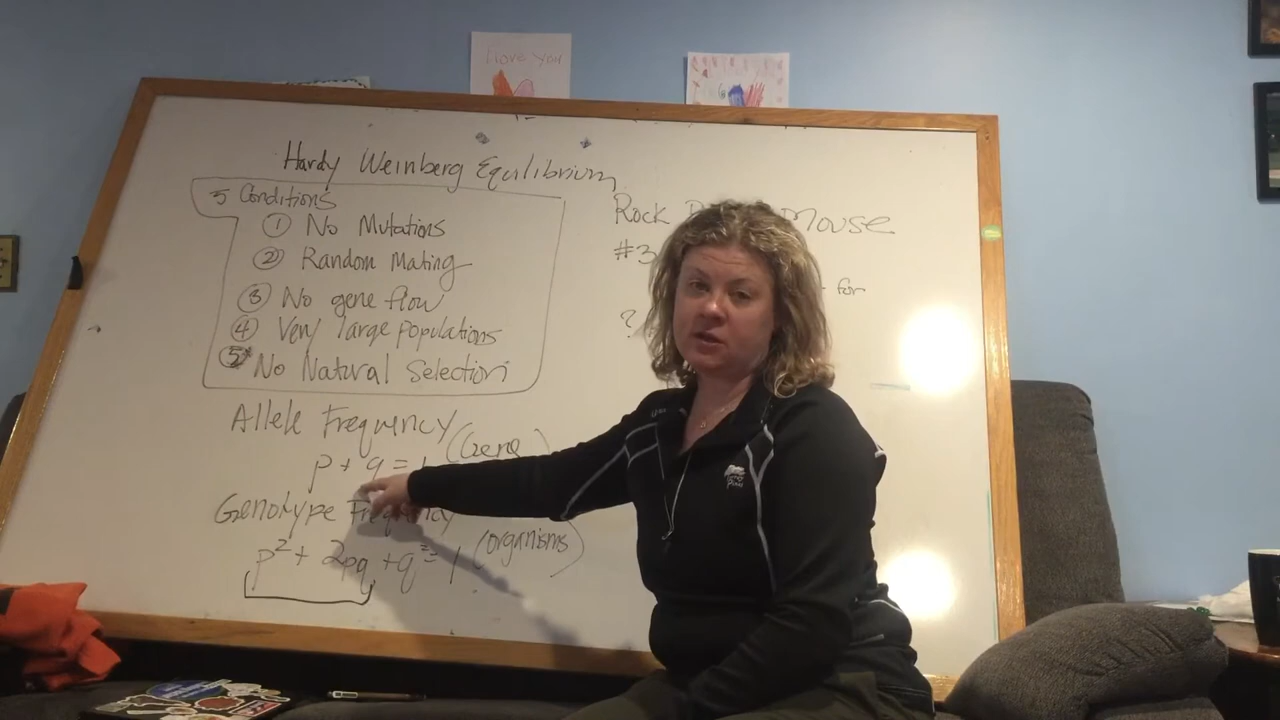 I love you
Hardy Weinberg Equilibrium
5 Conditions
① No Mutations
② Random Mating
③ No gene flow
④ Very large populations
⑤ No Natural Selection
Allele Frequency
p + q = 1 (Gene)
Genotype Frequency
p² + 2pq + q² = 1 (organisms)
Rock Mouse
#3
for
?